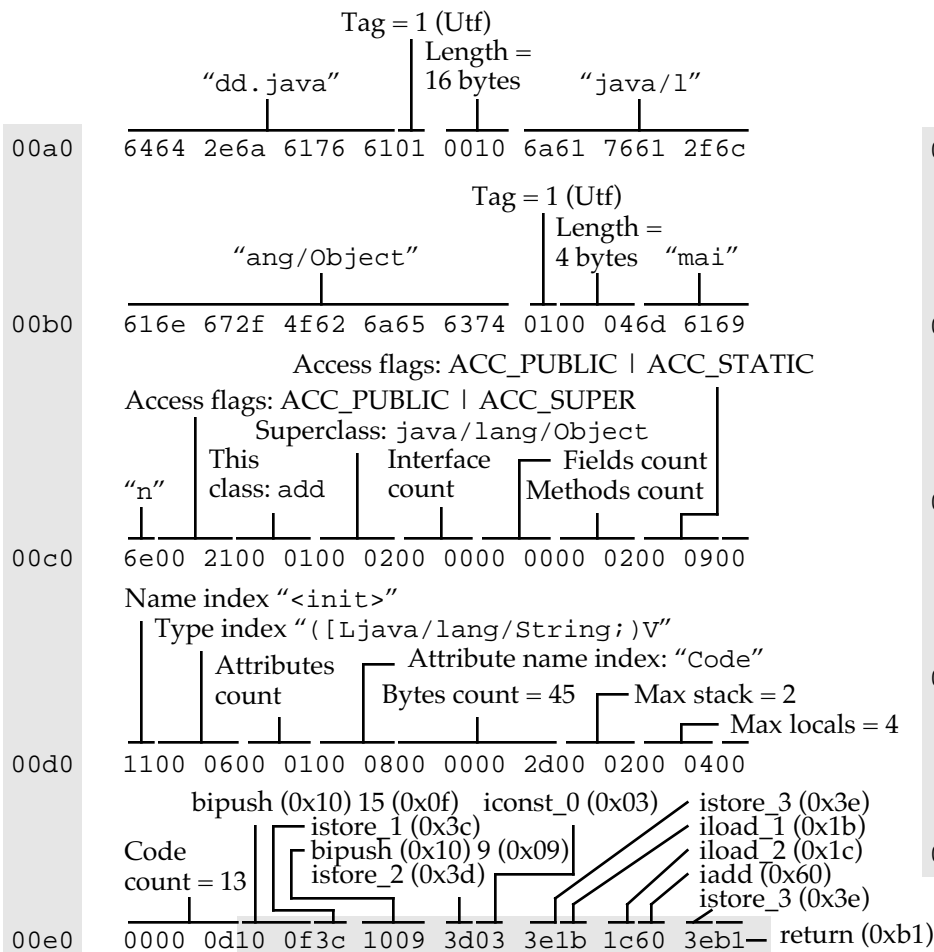 Tag = 1 (Utf)
Length =
16 bytes
“dd.java”
“java/l”
00a0 6464 2e6a 6176 6101 0010 6a61 7661 2f6c
Tag = 1 (Utf)
Length =
4 bytes
“ang/Object”
“mai”
00b0 616e 672f 4f62 6a65 6374 0100 046d 6169
Access flags: ACC_PUBLIC | ACC_STATIC
Access flags: ACC_PUBLIC | ACC_SUPER
Superclass: java/lang/Object
This
class: add
Interface
count
Fields count
Methods count
“n”
00c0 6e00 2100 0100 0200 0000 0000 0200 0900
Name index “<init>”
Type index “([Ljava/lang/String;)V”
Attributes
count
Attribute name index: “Code”
Bytes count = 45
Max stack = 2
Max locals = 4
00d0 1100 0600 0100 0800 0000 2d00 0200 0400
bipush (0x10) 15 (0x0f)
iconst_0 (0x03)
istore_3 (0x3e)
istore_1 (0x3c)
iload_1 (0x1b)
Code
count = 13
bipush (0x10) 9 (0x09)
iload_2 (0x1c)
istore_2 (0x3d)
iadd (0x60)
istore_3 (0x3e)
00e0 0000 0d10 0f3c 1009 3d03 3e1b 1c60 3eb1
return (0xb1)